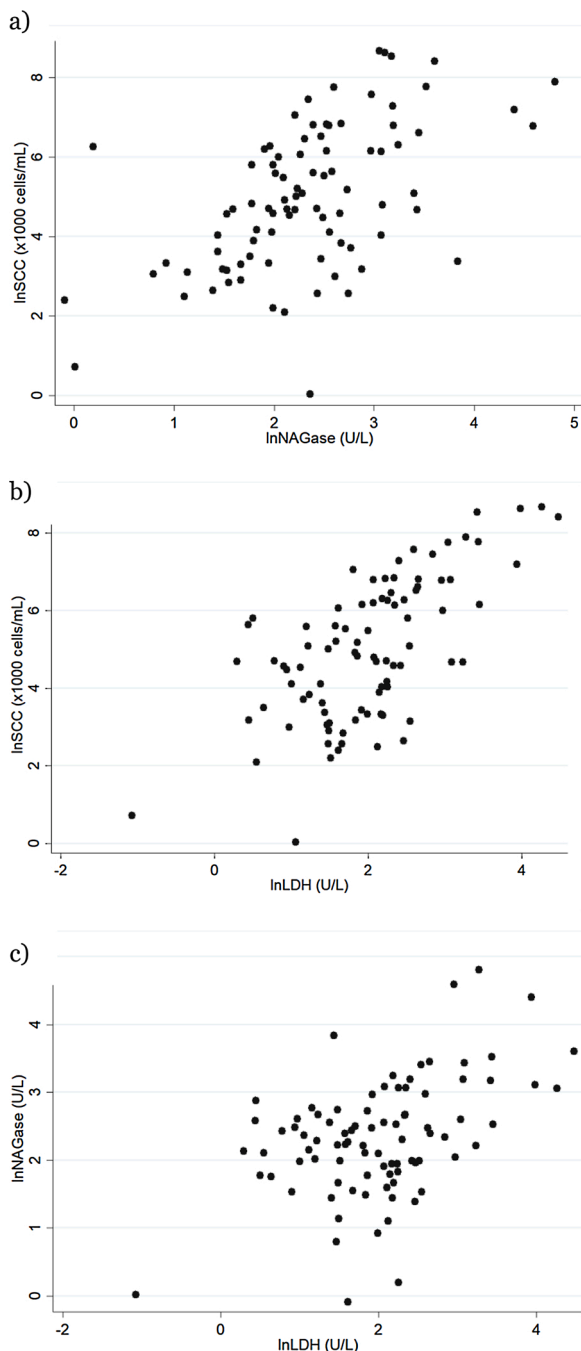 a)
8
6
4
2
0
lnSCC (x1000 cells/mL)
0 1 2 3 4 5
lnNAGase (U/L)
b)
8
6
4
2
0
lnSCC (x1000 cells/mL)
-2 0 2 4
lnLDH (U/L)
c)
4
3
2
1
0
lnNAGase (U/L)
-2 0 2 4
lnLDH (U/L)